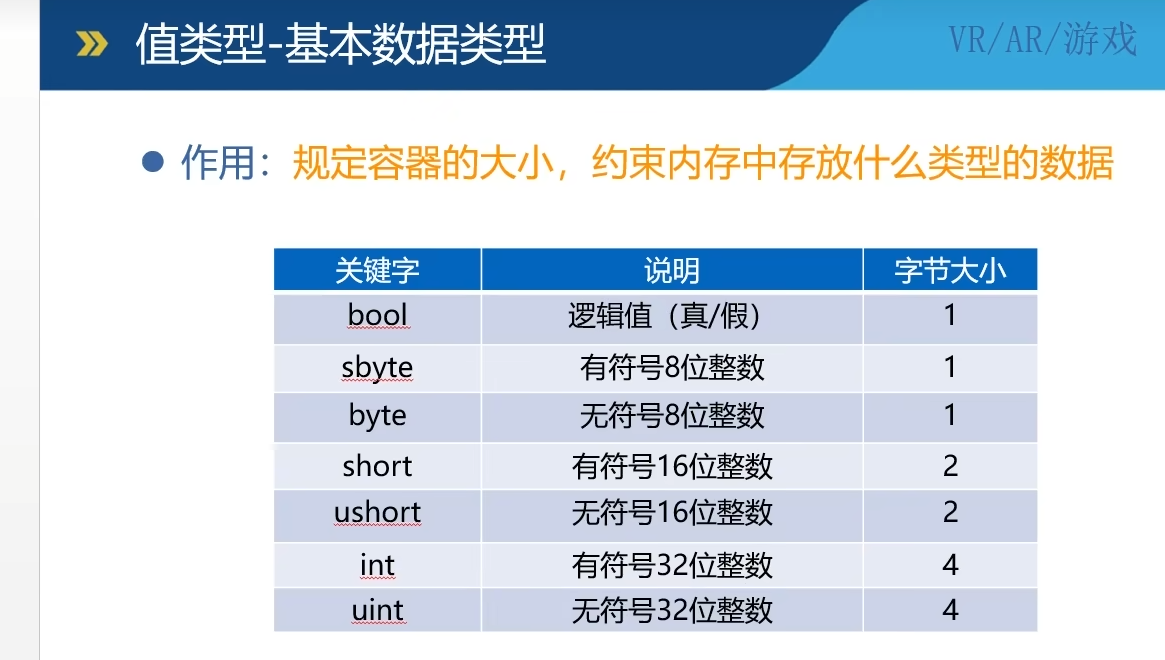 值类型-基本数据类型
VR/AR/游戏
作用：规定容器的大小，约束内存中存放什么类型的数据
关键字 说明 字节大小
bool 逻辑值（真/假） 1
sbyte 有符号8位整数 1
byte 无符号8位整数 1
short 有符号16位整数 2
ushort 无符号16位整数 2
int 有符号32位整数 4
uint 无符号32位整数 4